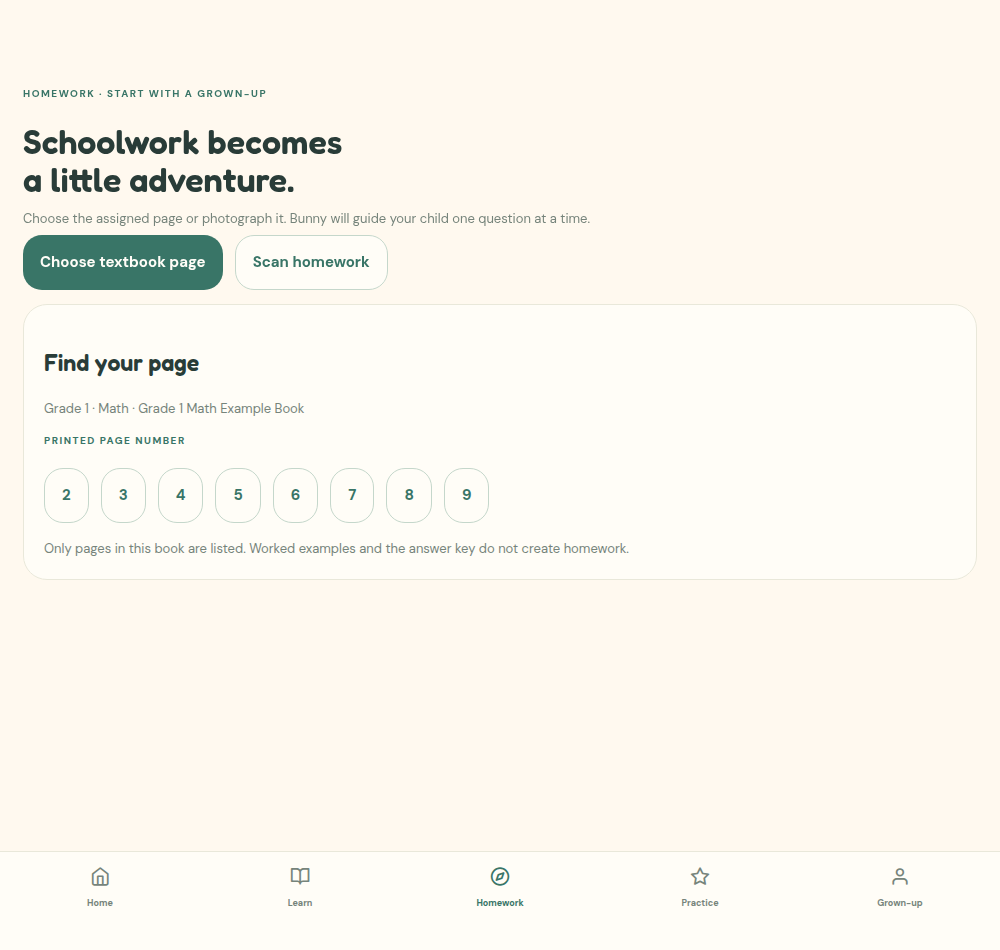 HOMEWORK · START WITH A GROWN-UP
Schoolwork becomes
a little adventure.
Choose the assigned page or photograph it. Bunny will guide your child one question at a time.
Choose textbook page
Scan homework
Find your page
Grade 1 · Math · Grade 1 Math Example Book
PRINTED PAGE NUMBER
2 3 4 5 6 7 8 9
Only pages in this book are listed. Worked examples and the answer key do not create homework.
Home Learn Homework Practice Grown-up